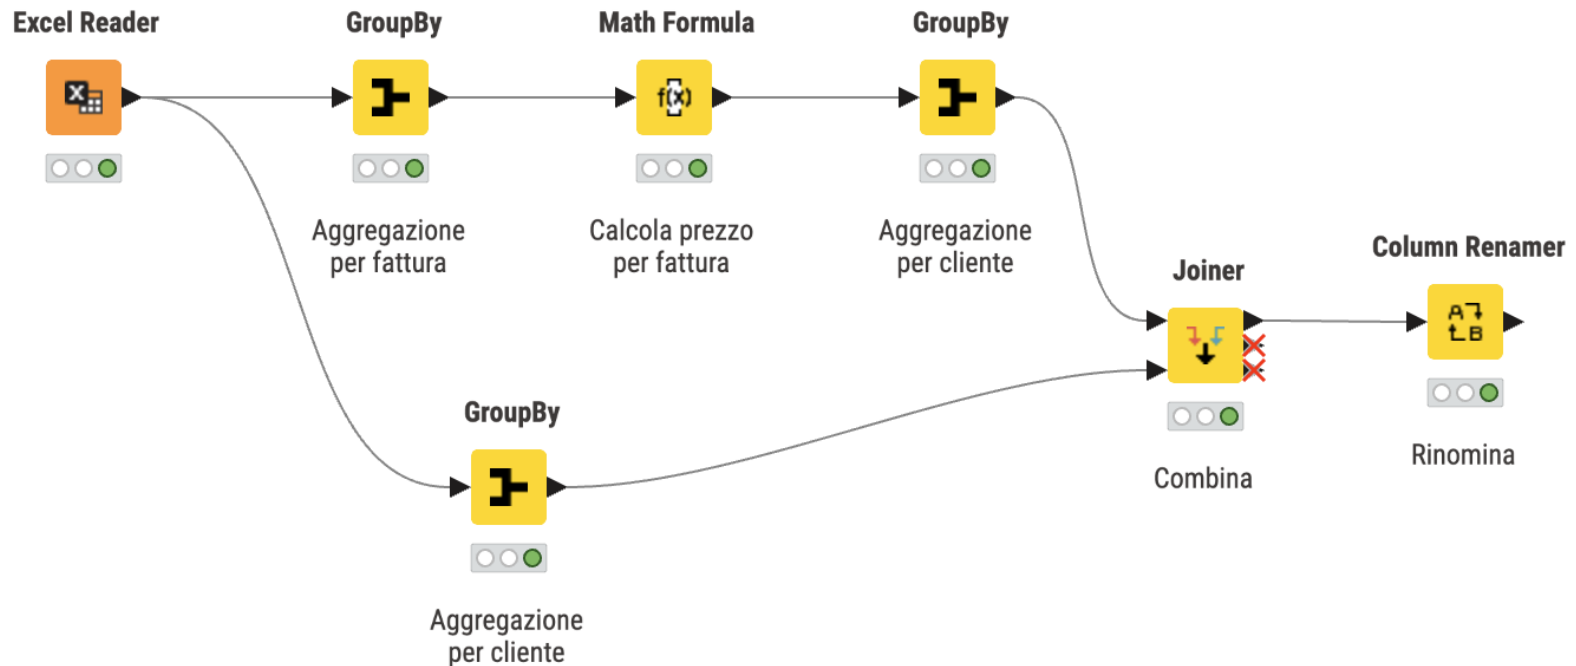 Excel Reader
GroupBy
Math Formula
GroupBy
f(x)
Aggregazione
per fattura
Calcola prezzo
per fattura
Aggregazione
per cliente
Joiner
Column Renamer
A
B
Combina
Rinomina
GroupBy
Aggregazione
per cliente